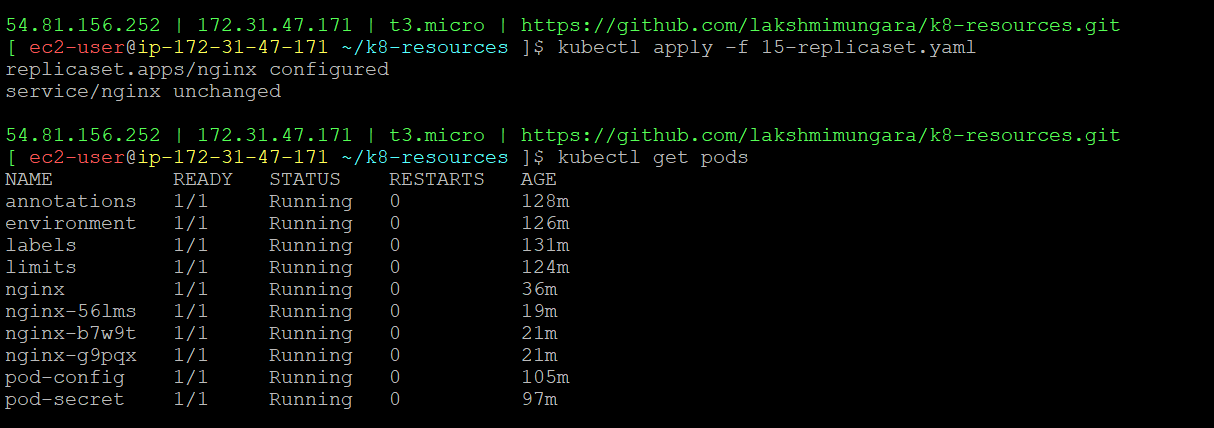 54.81.156.252 | 172.31.47.171 | t3.micro | https://github.com/lakshmimungara/k8-resources.git
[ ec2-user@ip-172-31-47-171 ~/k8-resources ]$ kubectl apply -f 15-replicaset.yaml
replicaset.apps/nginx configured
service/nginx unchanged
54.81.156.252 | 172.31.47.171 | t3.micro | https://github.com/lakshmimungara/k8-resources.git
[ ec2-user@ip-172-31-47-171 ~/k8-resources ]$ kubectl get pods
NAME          READY   STATUS    RESTARTS   AGE
annotations   1/1     Running   0          128m
environment   1/1     Running   0          126m
labels        1/1     Running   0          131m
limits        1/1     Running   0          124m
nginx         1/1     Running   0          36m
nginx-56lms   1/1     Running   0          19m
nginx-b7w9t   1/1     Running   0          21m
nginx-g9pqx   1/1     Running   0          21m
pod-config    1/1     Running   0          105m
pod-secret    1/1     Running   0          97m